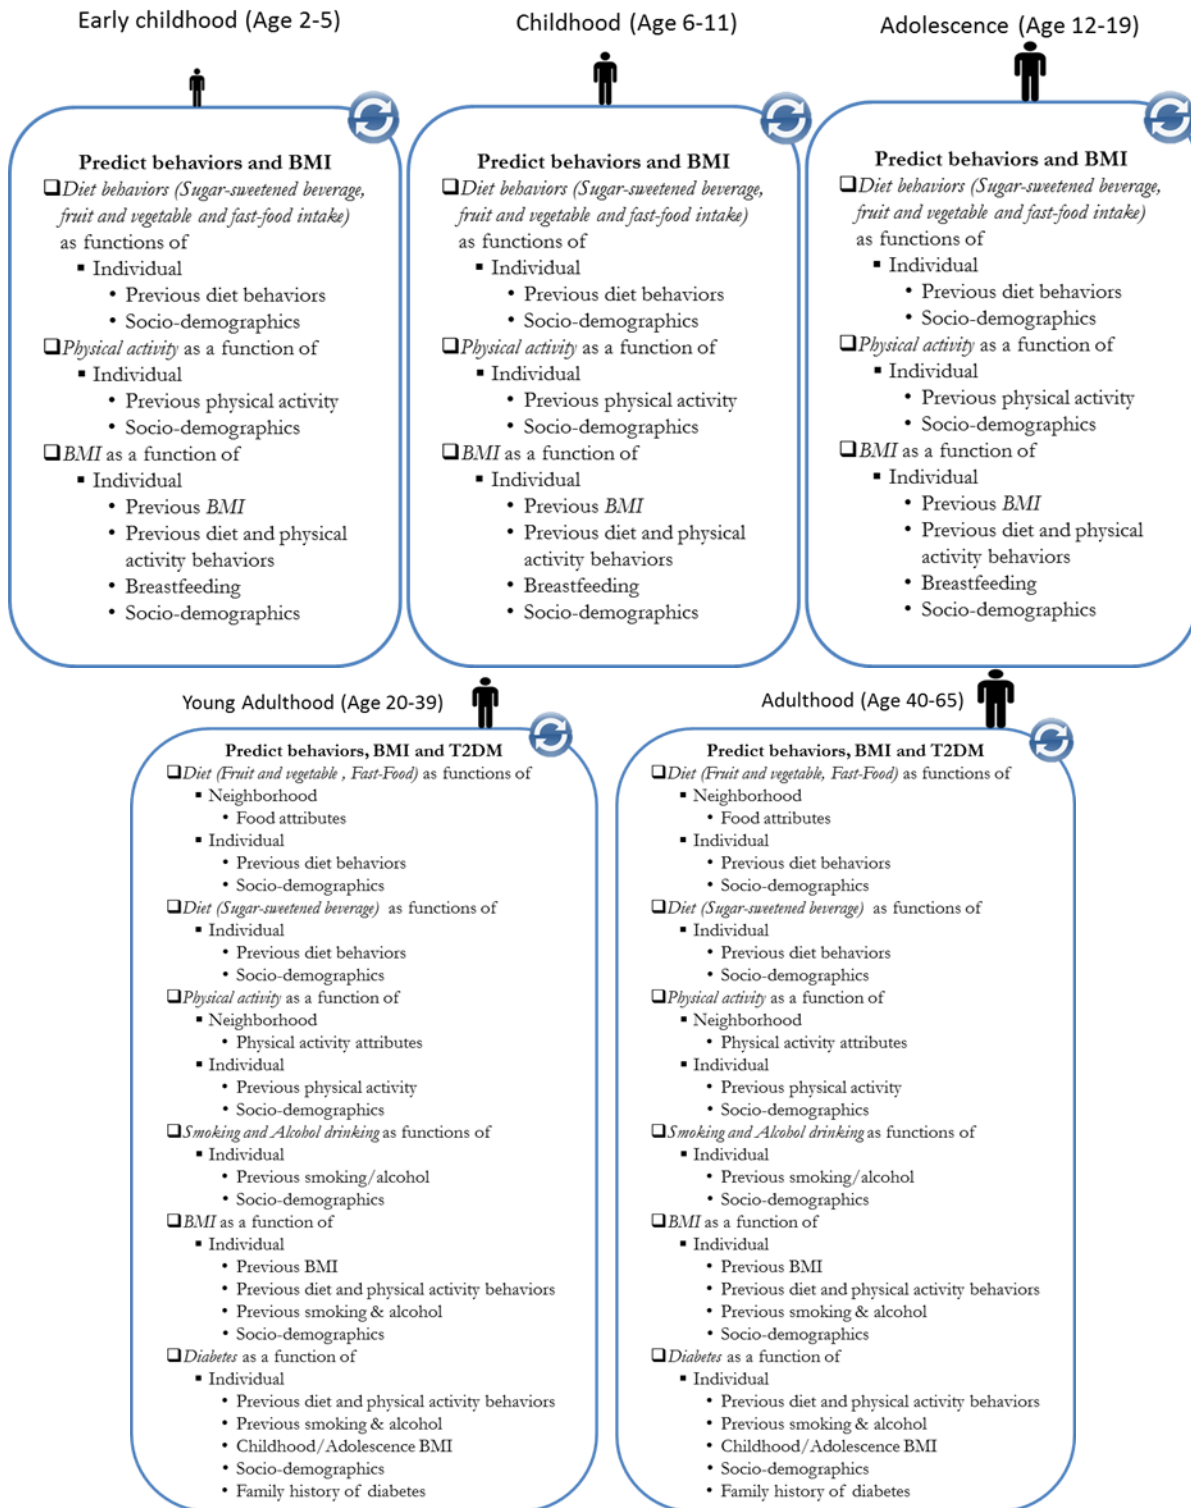 Early childhood (Age 2-5)
Predict behaviors and BMI
❑Diet behaviors (Sugar-sweetened beverage,
fruit and vegetable and fast-food intake)
as functions of
▪ Individual
• Previous diet behaviors
• Socio-demographics
❑Physical activity as a function of
▪ Individual
• Previous physical activity
• Socio-demographics
❑BMI as a function of
▪ Individual
• Previous BMI
• Previous diet and physical
activity behaviors
• Breastfeeding
• Socio-demographics
Childhood (Age 6-11)
Predict behaviors and BMI
❑Diet behaviors (Sugar-sweetened beverage,
fruit and vegetable and fast-food intake)
as functions of
▪ Individual
• Previous diet behaviors
• Socio-demographics
❑Physical activity as a function of
▪ Individual
• Previous physical activity
• Socio-demographics
❑BMI as a function of
▪ Individual
• Previous BMI
• Previous diet and physical
activity behaviors
• Breastfeeding
• Socio-demographics
Adolescence (Age 12-19)
Predict behaviors and BMI
❑Diet behaviors (Sugar-sweetened beverage,
fruit and vegetable and fast-food intake)
as functions of
▪ Individual
• Previous diet behaviors
• Socio-demographics
❑Physical activity as a function of
▪ Individual
• Previous physical activity
• Socio-demographics
❑BMI as a function of
▪ Individual
• Previous BMI
• Previous diet and physical
activity behaviors
• Breastfeeding
• Socio-demographics
Young Adulthood (Age 20-39)
Predict behaviors, BMI and T2DM
❑Diet (Fruit and vegetable , Fast-Food) as functions of
▪ Neighborhood
• Food attributes
▪ Individual
• Previous diet behaviors
• Socio-demographics
❑Diet (Sugar-sweetened beverage) as functions of
▪ Individual
• Previous diet behaviors
• Socio-demographics
❑Physical activity as a function of
▪ Neighborhood
• Physical activity attributes
▪ Individual
• Previous physical activity
• Socio-demographics
❑Smoking and Alcohol drinking as functions of
▪ Individual
• Previous smoking/alcohol
• Socio-demographics
❑BMI as a function of
▪ Individual
• Previous BMI
• Previous diet and physical activity behaviors
• Previous smoking & alcohol
• Socio-demographics
❑Diabetes as a function of
▪ Individual
• Previous diet and physical activity behaviors
• Previous smoking & alcohol
• Childhood/Adolescence BMI
• Socio-demographics
• Family history of diabetes
Adulthood (Age 40-65)
Predict behaviors, BMI and T2DM
❑Diet (Fruit and vegetable, Fast-Food) as functions of
▪ Neighborhood
• Food attributes
▪ Individual
• Previous diet behaviors
• Socio-demographics
❑Diet (Sugar-sweetened beverage) as functions of
▪ Individual
• Previous diet behaviors
• Socio-demographics
❑Physical activity as a function of
▪ Neighborhood
• Physical activity attributes
▪ Individual
• Previous physical activity
• Socio-demographics
❑Smoking and Alcohol drinking as functions of
▪ Individual
• Previous smoking/alcohol
• Socio-demographics
❑BMI as a function of
▪ Individual
• Previous BMI
• Previous diet and physical activity behaviors
• Previous smoking & alcohol
• Socio-demographics
❑Diabetes as a function of
▪ Individual
• Previous diet and physical activity behaviors
• Previous smoking & alcohol
• Childhood/Adolescence BMI
• Socio-demographics
• Family history of diabetes